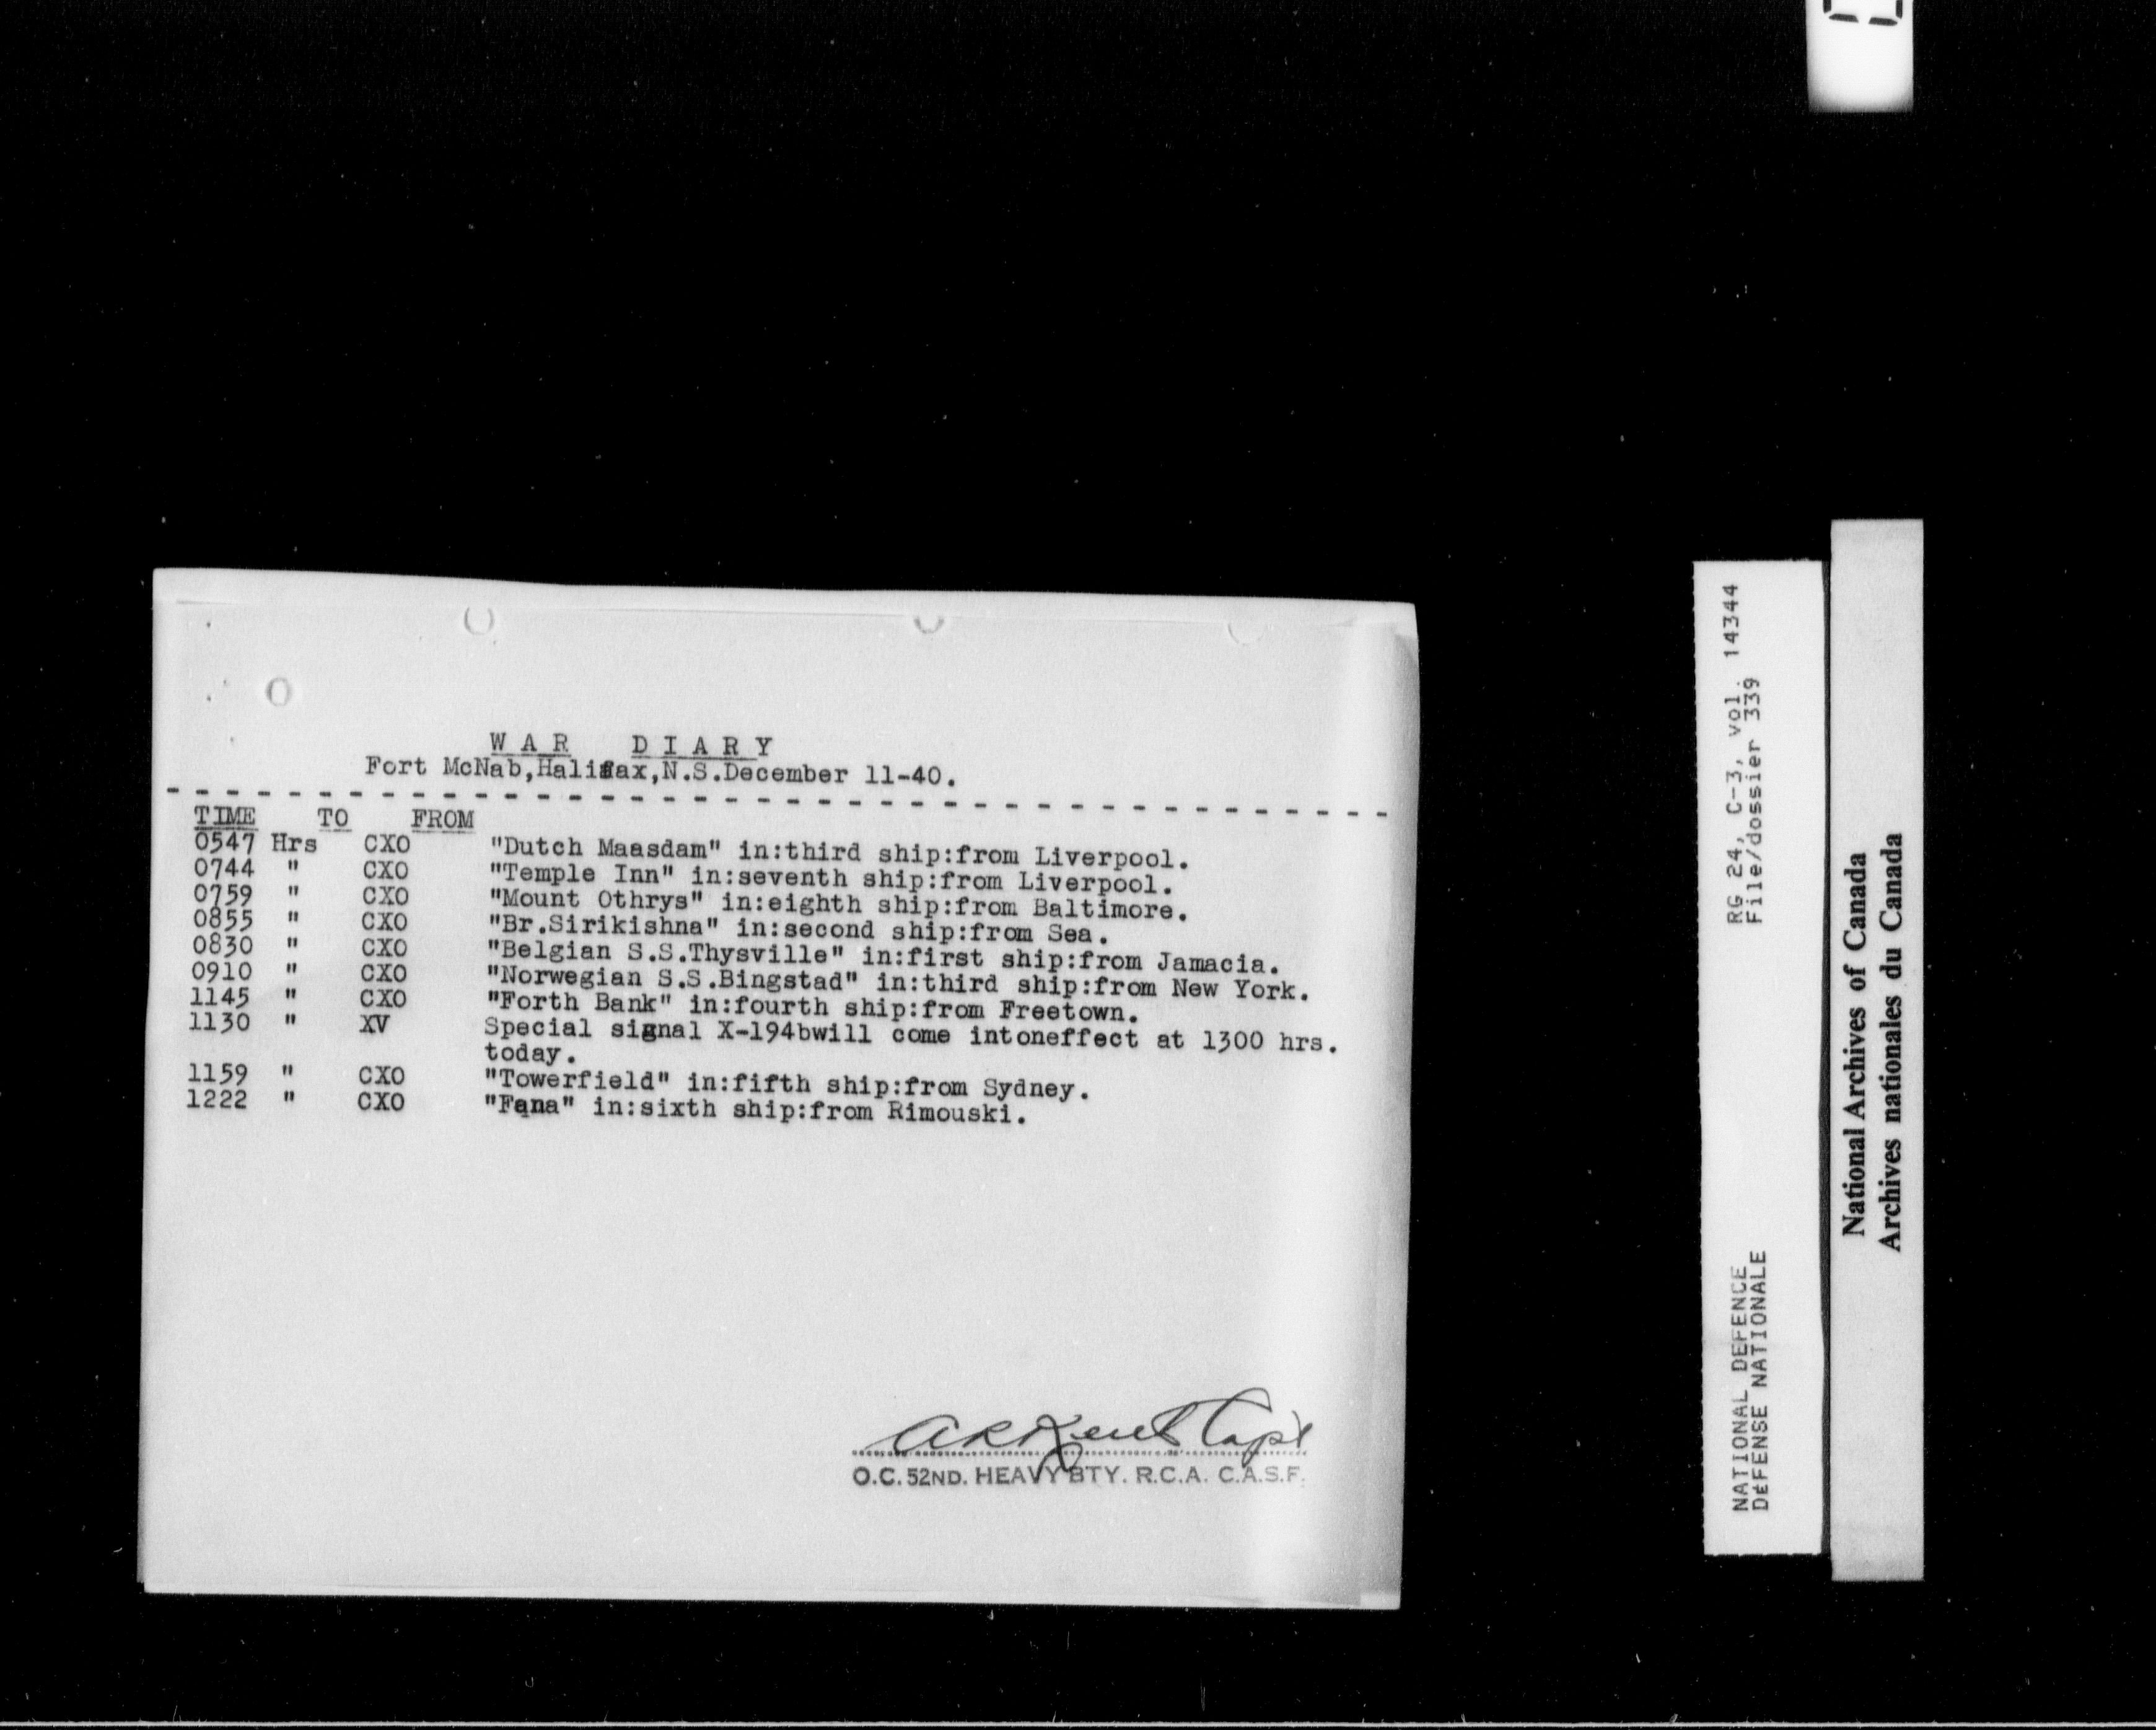 WAR DIARY
Fort McNab,Halifax,N.S.December 11-40.
TIME TO FROM
0547 Hrs CXO "Dutch Maasdam" in:third ship:from Liverpool.
0744 " CXO "Temple Inn" in:seventh ship:from Liverpool.
0759 " CXO "Mount Othrys" in:eighth ship:from Baltimore.
0855 " CXO "Br.Sirikishna" in:second ship:from Sea.
0830 " CXO "Belgian S.S.Thysville" in:first ship:from Jamacia.
0910 " CXO "Norwegian S.S.Bingstad" in:third ship:from New York.
1145 " CXO "Forth Bank" in:fourth ship:from Freetown.
1130 " XV Special signal X-194bwill come intoneffect at 1300 hrs.
today.
1159 " CXO "Towerfield" in:fifth ship:from Sydney.
1222 " CXO "Fana" in:sixth ship:from Rimouski.
A R Kent Capt
O.C. 52ND. HEAVY BTY. R.C.A. C.A.S.F.
RG 24, C-3, vol. 14344
File/dossier 339
NATIONAL DEFENCE
DÉFENSE NATIONALE
National Archives of Canada
Archives nationales du Canada